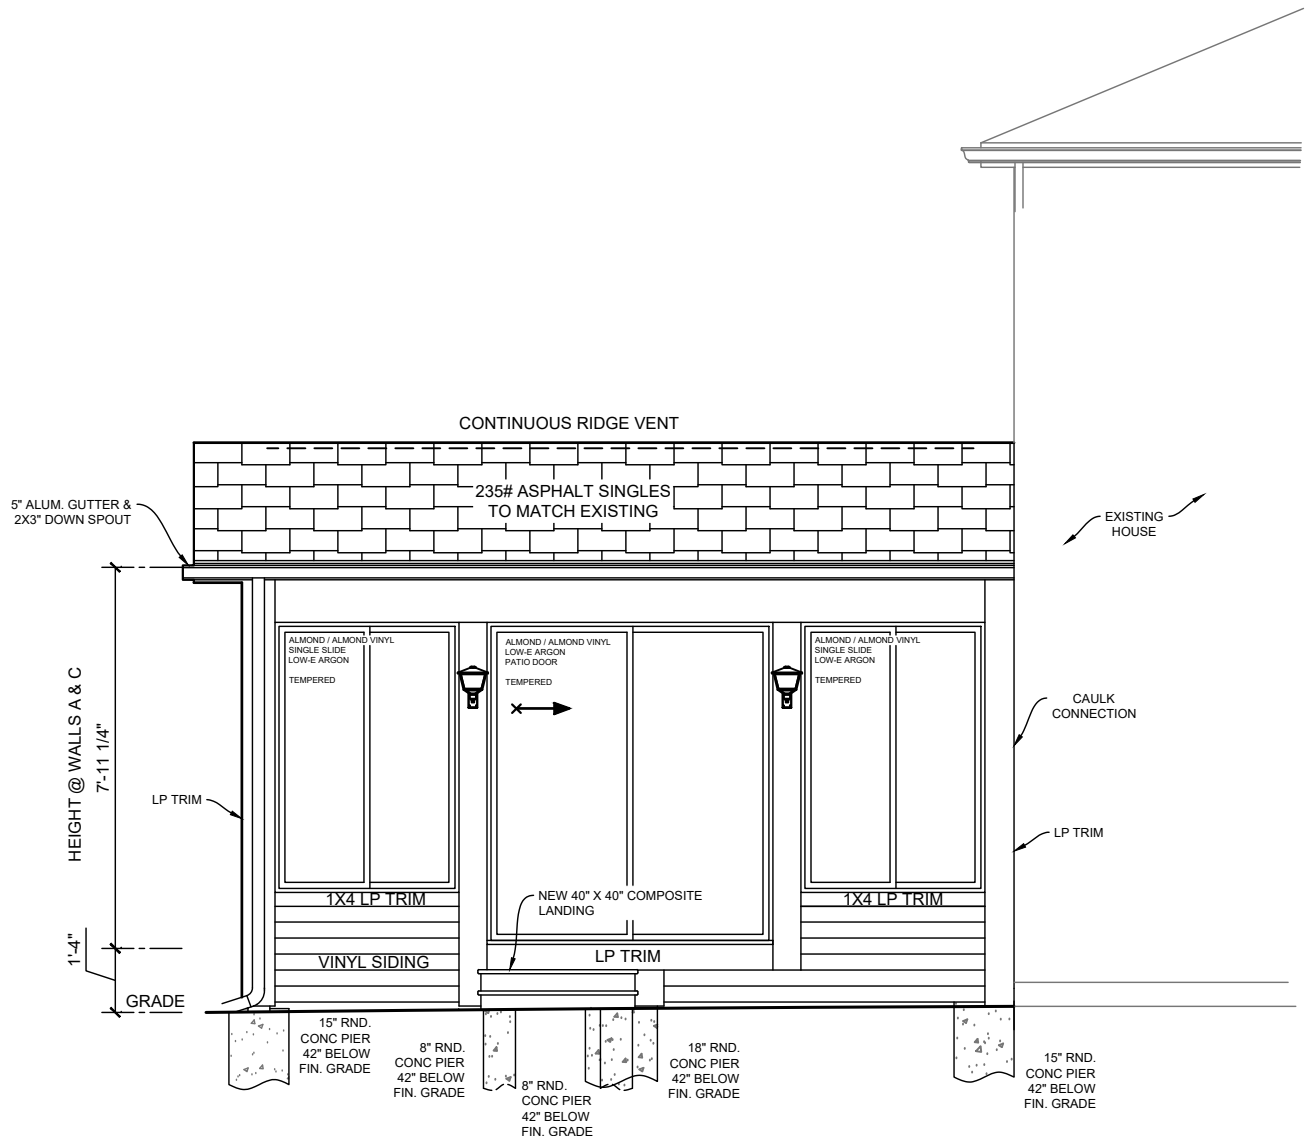 CONTINUOUS RIDGE VENT
235# ASPHALT SINGLES
TO MATCH EXISTING
5" ALUM. GUTTER &
2X3" DOWN SPOUT
EXISTING
HOUSE
ALMOND / ALMOND VINYL
SINGLE SLIDE
LOW-E ARGON
TEMPERED
ALMOND / ALMOND VINYL
LOW-E ARGON
PATIO DOOR
TEMPERED
ALMOND / ALMOND VINYL
SINGLE SLIDE
LOW-E ARGON
TEMPERED
HEIGHT @ WALLS A & C
7'-11 1/4"
CAULK
CONNECTION
LP TRIM
LP TRIM
1X4 LP TRIM
NEW 40" X 40" COMPOSITE
LANDING
1X4 LP TRIM
1'-4"
VINYL SIDING
LP TRIM
GRADE
15" RND.
CONC PIER
42" BELOW
FIN. GRADE
8" RND.
CONC PIER
42" BELOW
FIN. GRADE
8" RND.
CONC PIER
42" BELOW
FIN. GRADE
18" RND.
CONC PIER
42" BELOW
FIN. GRADE
15" RND.
CONC PIER
42" BELOW
FIN. GRADE